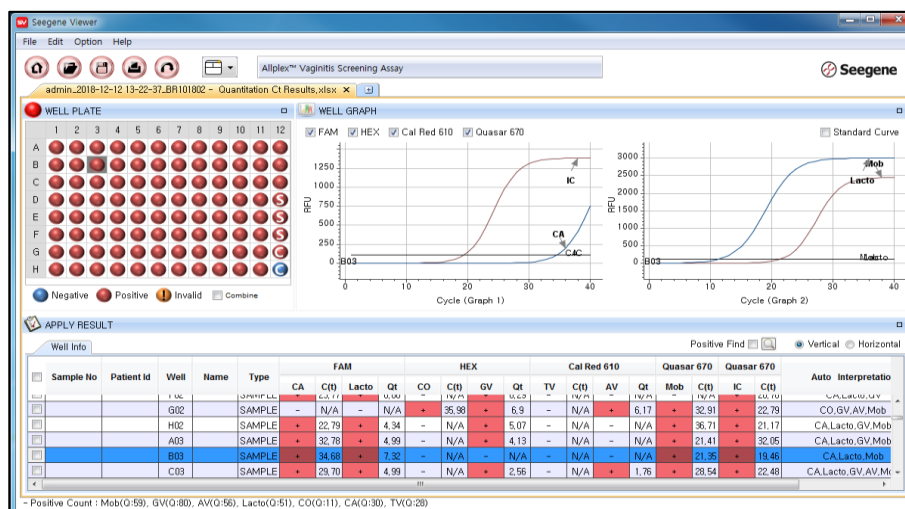 Seegene Viewer
File Edit Option Help
Allplex™ Vaginitis Screening Assay
Seegene
admin_2018-12-12 13-22-37_BR101802 - Quantitation Ct Results,xlsx
WELL PLATE
1 2 3 4 5 6 7 8 9 10 11 12
A
B
C
D S
E S
F S
G C
H C
Negative Positive Invalid Combine
WELL GRAPH
FAM HEX Cal Red 610 Quasar 670 Standard Curve
RFU
1250
1000
750
500
250
0
IC
CA
B03
0 10 20 30 40
Cycle (Graph 1)
RFU
3000
2500
2000
1500
1000
500
0
Mob
Lacto
B03
0 10 20 30 40
Cycle (Graph 2)
APPLY RESULT
Well Info
Positive Find Vertical Horizontal
Sample No Patient Id Well Name Type FAM HEX Cal Red 610 Quasar 670 Quasar 670 Auto Interpretatio
CA C(t) Lacto Qt CO C(t) GV Qt TV C(t) AV Qt Mob C(t) IC C(t)
G02 SAMPLE - N/A - N/A + 35,98 + 6,9 - N/A + 6,17 + 32,91 + 22,79 CO,GV,AV,Mob
H02 SAMPLE + 22,79 + 4,34 - N/A + 5,07 - N/A - N/A + 36,71 + 21,17 CA,Lacto,GV,Mob
A03 SAMPLE + 32,78 + 4,99 - N/A + 4,13 - N/A - N/A + 21,41 + 32,05 CA,Lacto,GV,Mob
B03 SAMPLE + 34,68 + 7,32 - N/A - N/A - N/A - N/A + 21,35 + 19,46 CA,Lacto,Mob
C03 SAMPLE + 29,70 + 4,99 - N/A + 2,56 - N/A + 1,76 + 28,54 + 22,48 CA,Lacto,GV,AV,M
- Positive Count : Mob(Q:59), GV(Q:80), AV(Q:56), Lacto(Q:51), CO(Q:11), CA(Q:30), TV(Q:28)